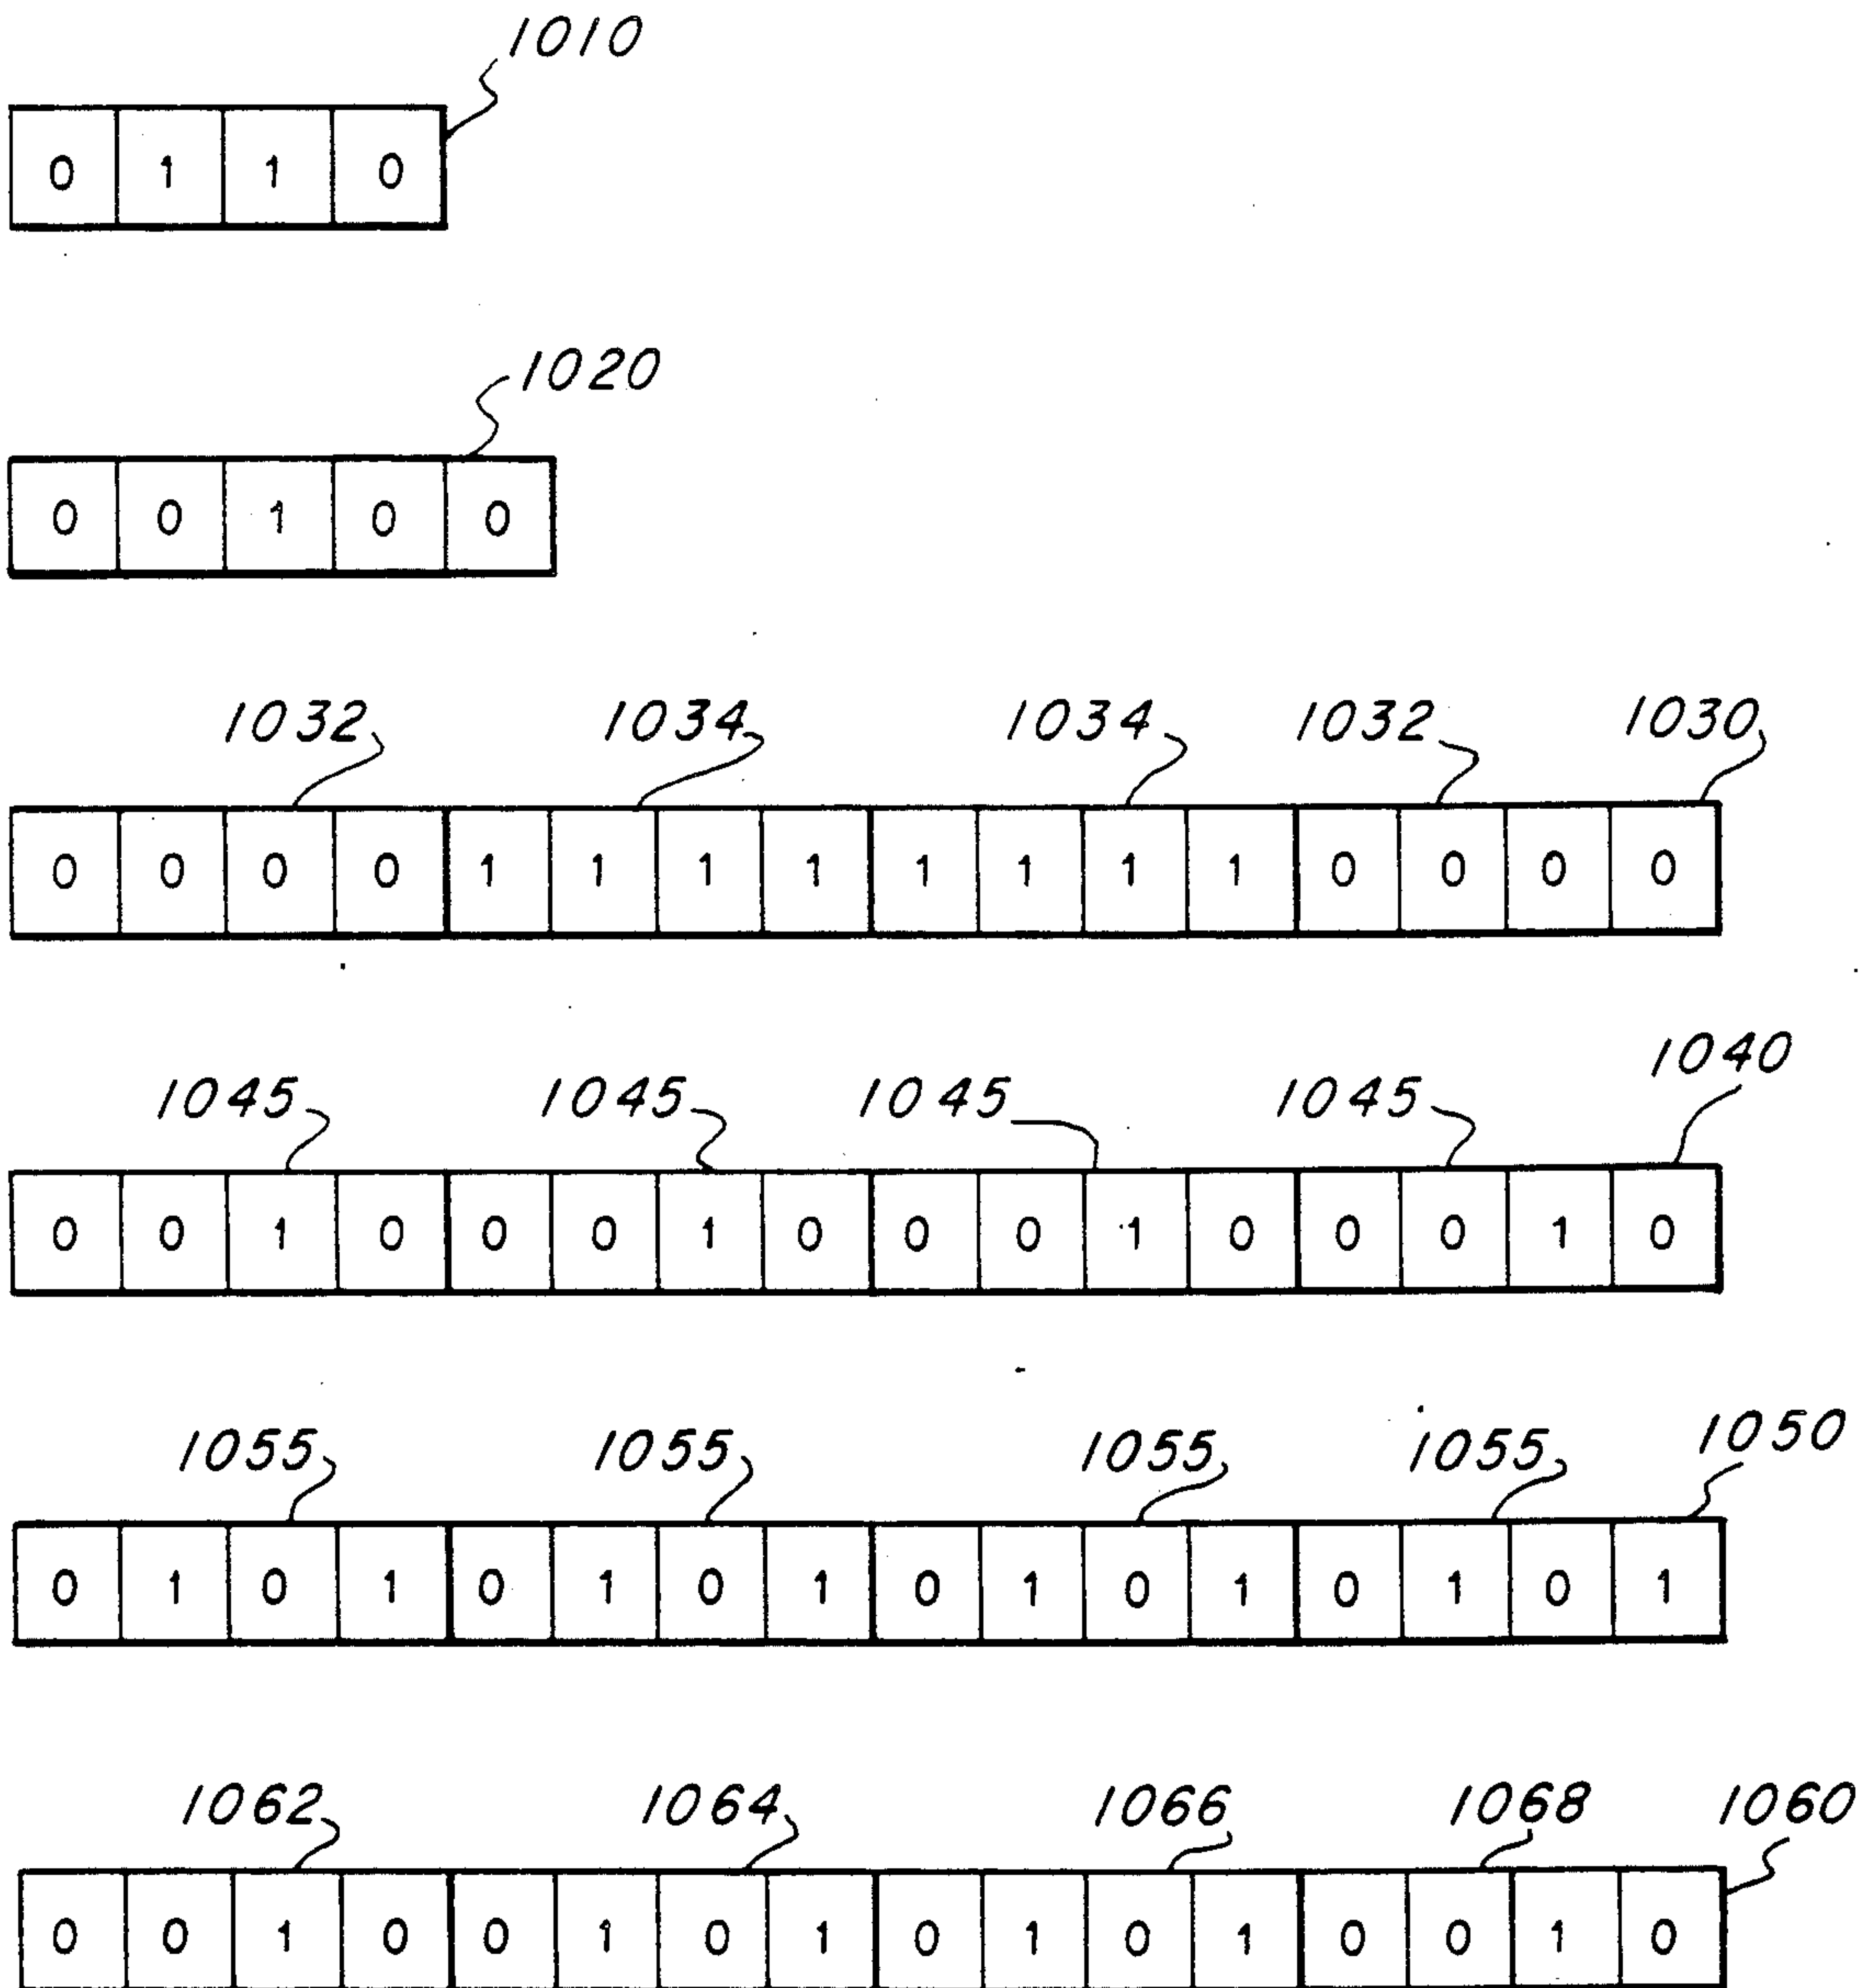 1010
0 1 1 0
1020
0 0 1 0 0
1032 1034 1034 1032 1030
0 0 0 0 1 1 1 1 1 1 1 1 0 0 0 0
1040
1045 1045 1045 1045
0 0 1 0 0 0 1 0 0 0 1 0 0 0 1 0
1055 1055 1055 1055 1050
0 1 0 1 0 1 0 1 0 1 0 1 0 1 0 1
1062 1064 1066 1068 1060
0 0 1 0 0 1 0 1 0 1 0 1 0 0 1 0